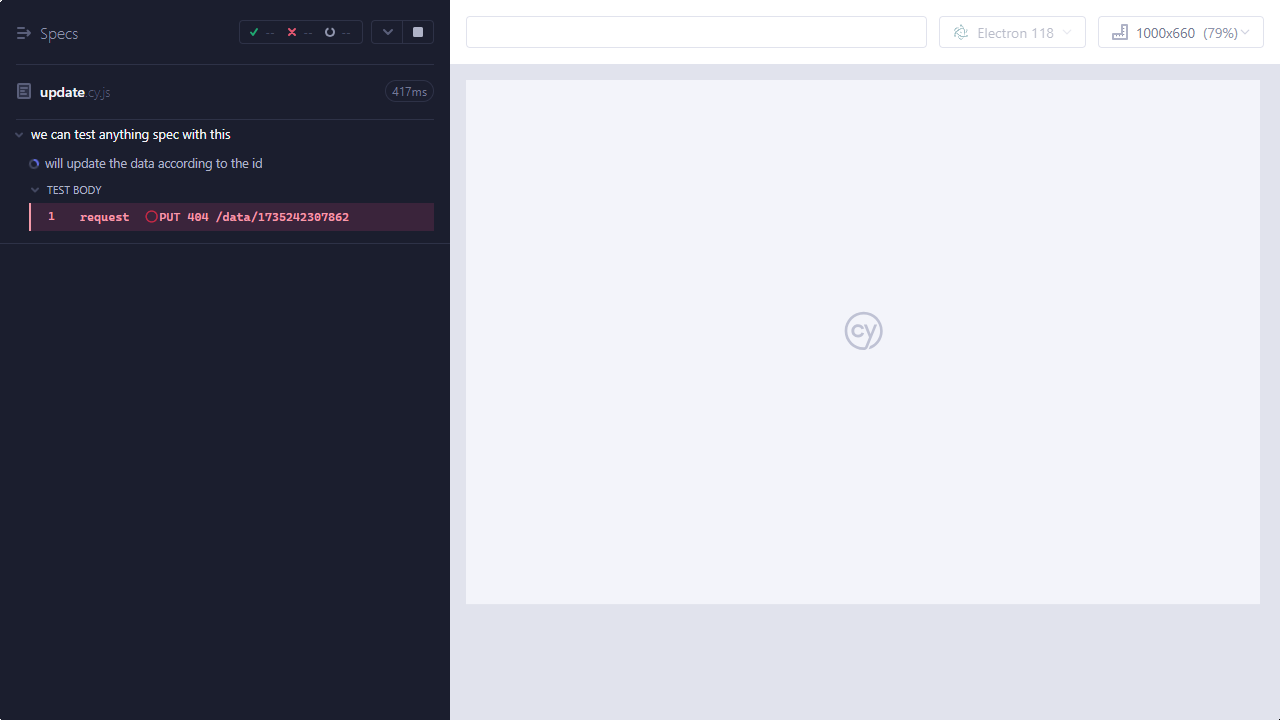 Specs
-- -- --
Electron 118
1000x660 (79%)
update.cy.js
417ms
we can test anything spec with this
will update the data according to the id
TEST BODY
1 request PUT 404 /data/1735242307862
cy